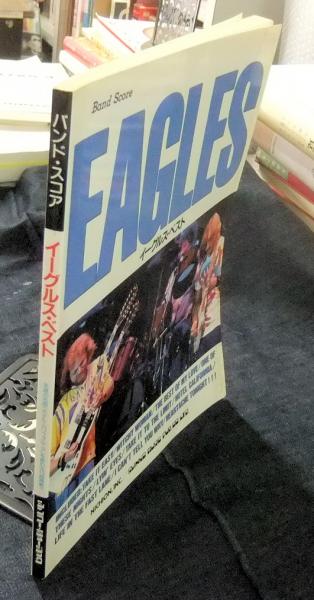 Band Score
EAGLES
イーグルス・ベスト
INCLUDED: TAKE IT EASY / WITCHY WOMAN / THE BEST OF MY LOVE / ONE OF
THESE NIGHTS / LYIN' EYES / TAKE IT TO THE LIMIT / HOTEL CALIFORNIA /
LIFE IN THE FAST LANE / I CAN'T TELL YOU WHY / HEARTACHE TONIGHT !!!
バンド・スコア
イーグルス・ベスト